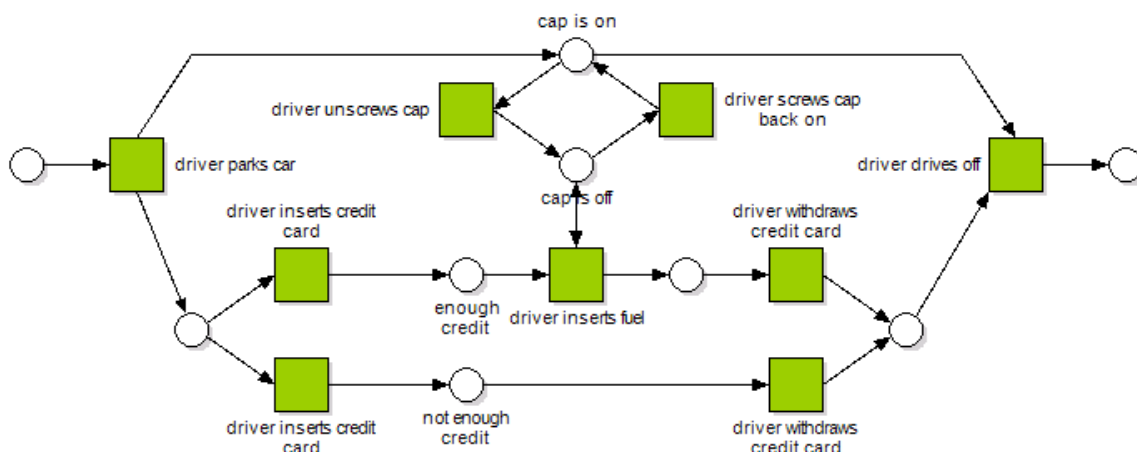 cap is on
driver unscrews cap
driver screws cap
back on
driver parks car
driver drives off
cap is off
driver inserts credit
card
driver withdraws
credit card
enough
credit
driver inserts fuel
driver inserts credit
card
not enough
credit
driver withdraws
credit card